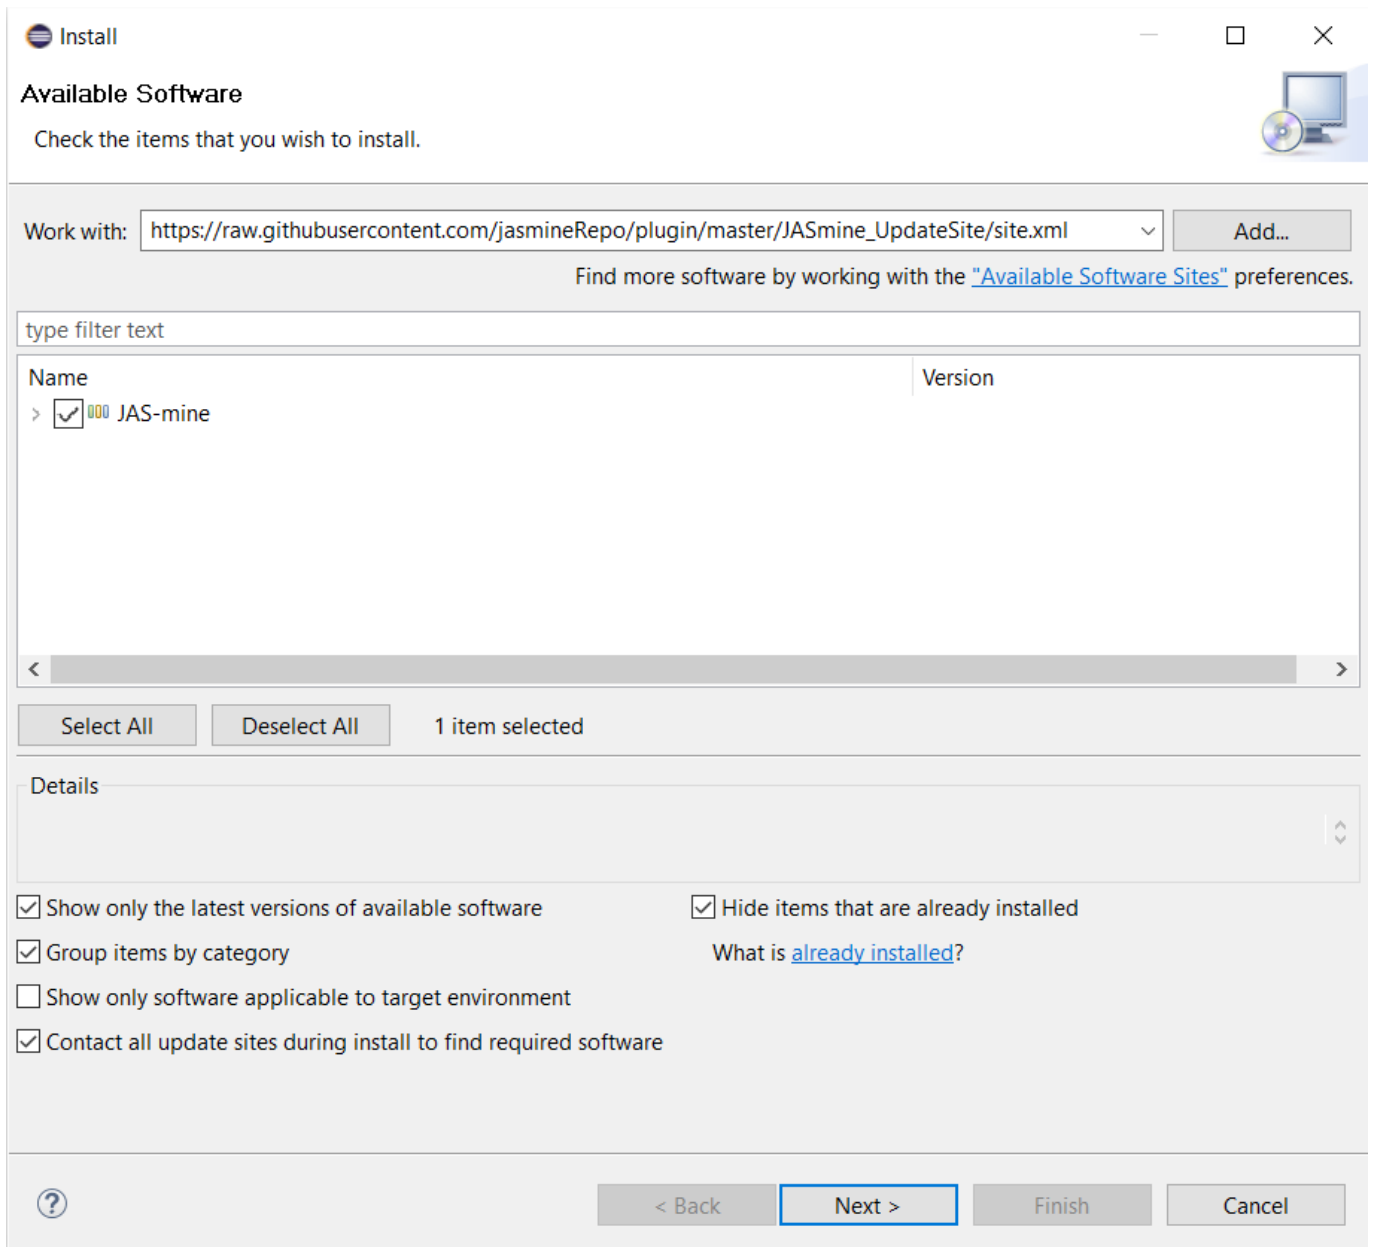 Install
Available Software
Check the items that you wish to install.
Work with: https://raw.githubusercontent.com/jasmineRepo/plugin/master/JASmine_UpdateSite/site.xml Add...
Find more software by working with the "Available Software Sites" preferences.
type filter text
Name Version
JAS-mine
Select All Deselect All 1 item selected
Details
Show only the latest versions of available software Hide items that are already installed
Group items by category What is already installed?
Show only software applicable to target environment
Contact all update sites during install to find required software
? < Back Next > Finish Cancel